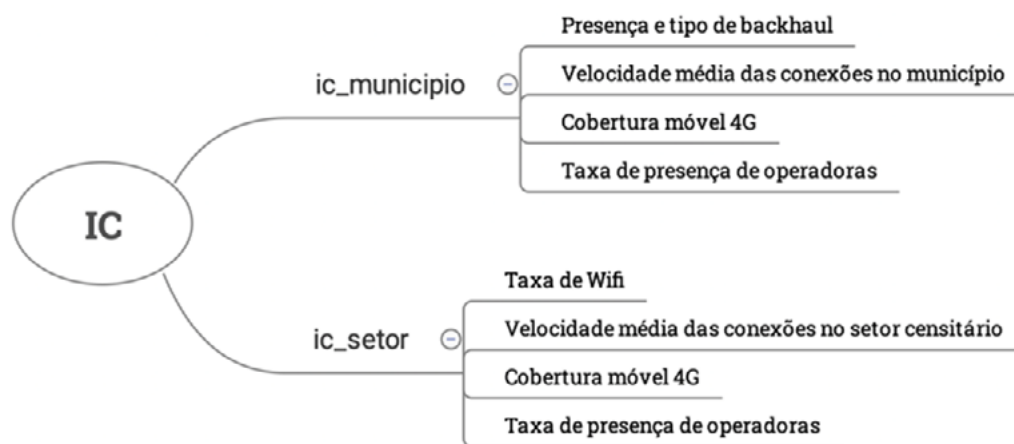 IC
ic_municipio
Presença e tipo de backhaul
Velocidade média das conexões no município
Cobertura móvel 4G
Taxa de presença de operadoras
ic_setor
Taxa de Wifi
Velocidade média das conexões no setor censitário
Cobertura móvel 4G
Taxa de presença de operadoras